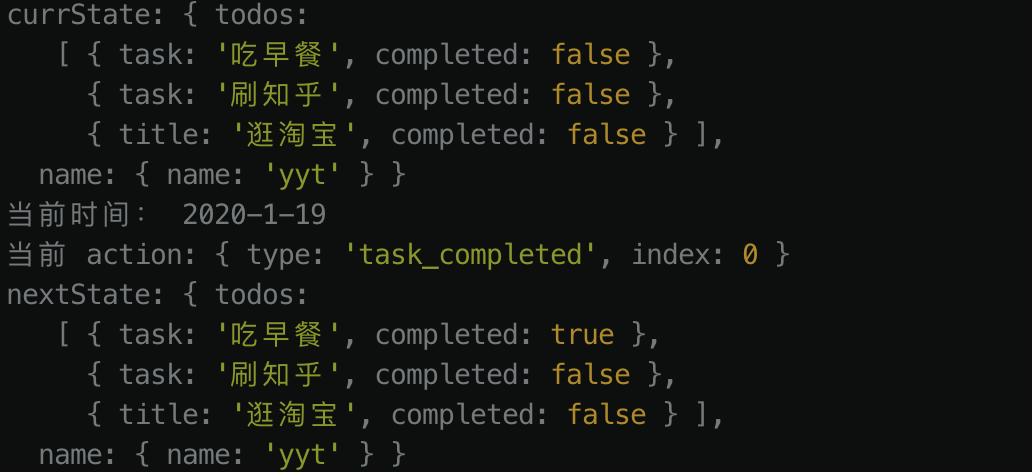 currState: { todos:
[ { task: '吃早餐', completed: false },
{ task: '刷知乎', completed: false },
{ title: '逛淘宝', completed: false } ],
name: { name: 'yyt' } }
当前时间： 2020-1-19
当前 action: { type: 'task_completed', index: 0 }
nextState: { todos:
[ { task: '吃早餐', completed: true },
{ task: '刷知乎', completed: false },
{ title: '逛淘宝', completed: false } ],
name: { name: 'yyt' } }